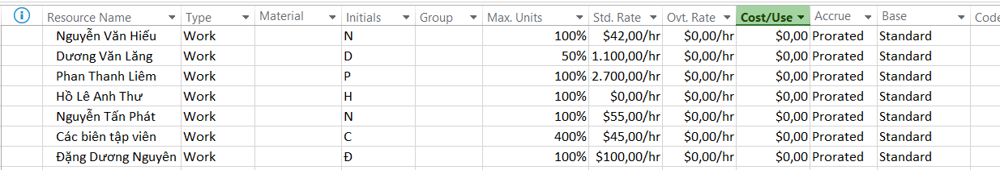 Resource Name Type Material Initials Group Max. Units Std. Rate Ovt. Rate Cost/Use Accrue Base Code
Nguyễn Văn Hiếu Work N 100% $42,00/hr $0,00/hr $0,00 Prorated Standard
Dương Văn Lăng Work D 50% 1.100,00/hr $0,00/hr $0,00 Prorated Standard
Phan Thanh Liêm Work P 100% 2.700,00/hr $0,00/hr $0,00 Prorated Standard
Hồ Lê Anh Thư Work H 100% $0,00/hr $0,00/hr $0,00 Prorated Standard
Nguyễn Tấn Phát Work N 100% $55,00/hr $0,00/hr $0,00 Prorated Standard
Các biên tập viên Work C 400% $45,00/hr $0,00/hr $0,00 Prorated Standard
Đặng Dương Nguyên Work Đ 100% $100,00/hr $0,00/hr $0,00 Prorated Standard